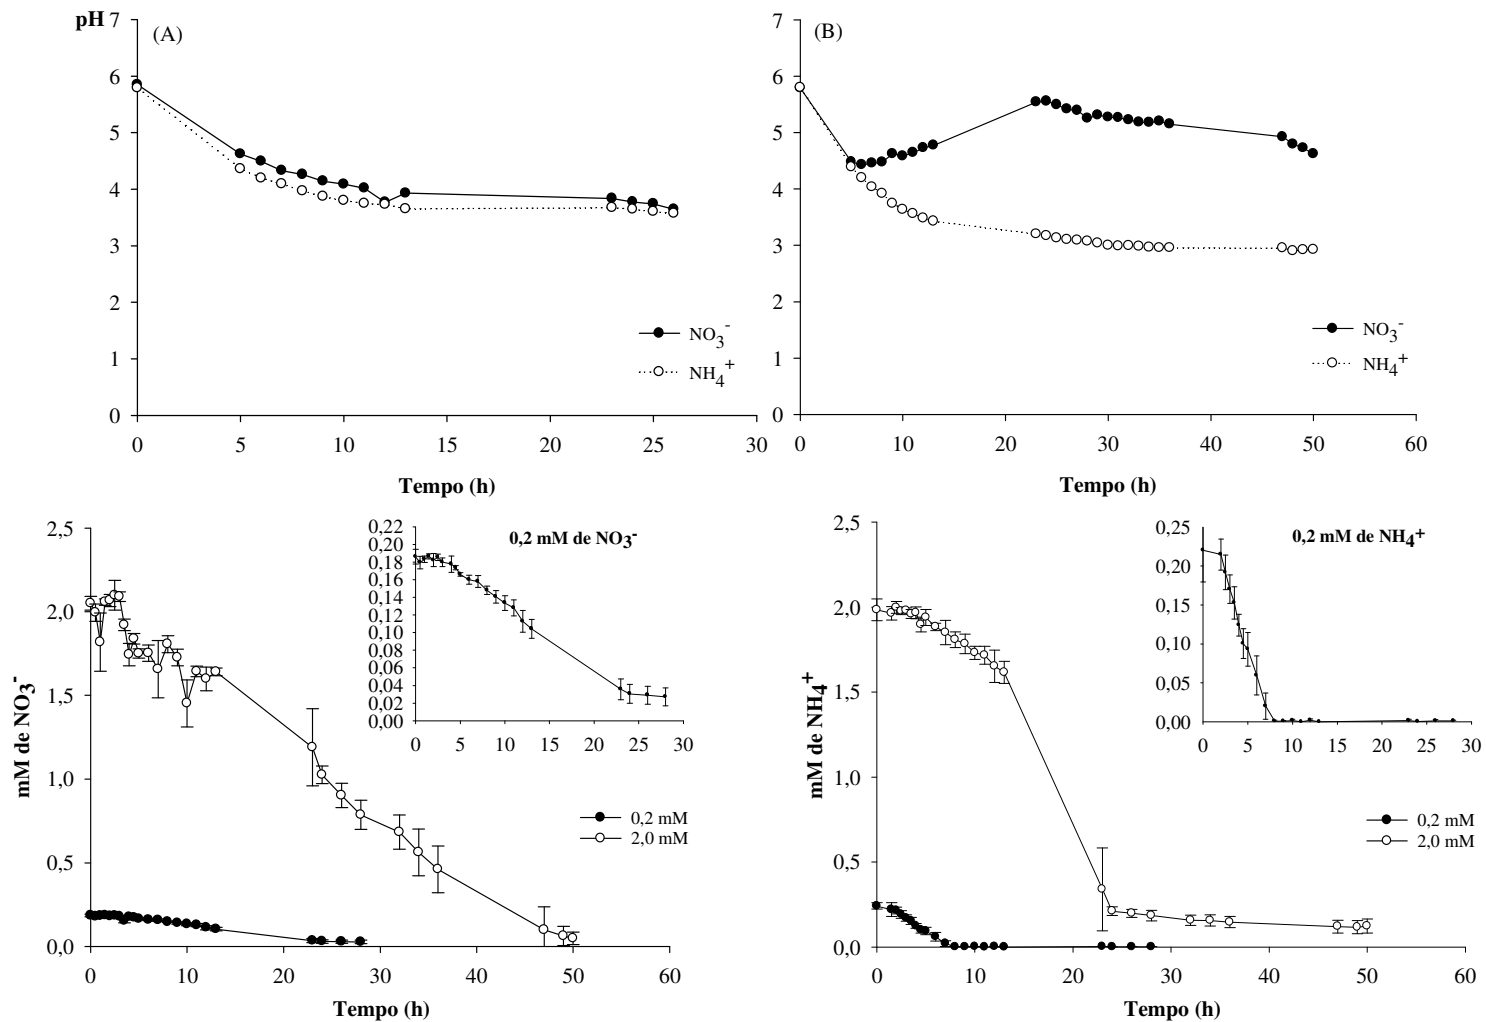 pH
(A)
7
6
5
4
3
2
1
0
0 5 10 15 20 25 30
Tempo (h)
NO3-
NH4+
(B)
7
6
5
4
3
2
1
0
0 10 20 30 40 50 60
Tempo (h)
NO3-
NH4+
mM de NO3-
2,5
2,0
1,5
1,0
0,5
0,0
0 10 20 30 40 50 60
Tempo (h)
0,2 mM
2,0 mM
0,2 mM de NO3-
0,22
0,20
0,18
0,16
0,14
0,12
0,10
0,08
0,06
0,04
0,02
0,00
0 5 10 15 20 25 30
mM de NH4+
2,5
2,0
1,5
1,0
0,5
0,0
0 10 20 30 40 50 60
Tempo (h)
0,2 mM
2,0 mM
0,2 mM de NH4+
0,25
0,20
0,15
0,10
0,05
0,00
0 5 10 15 20 25 30